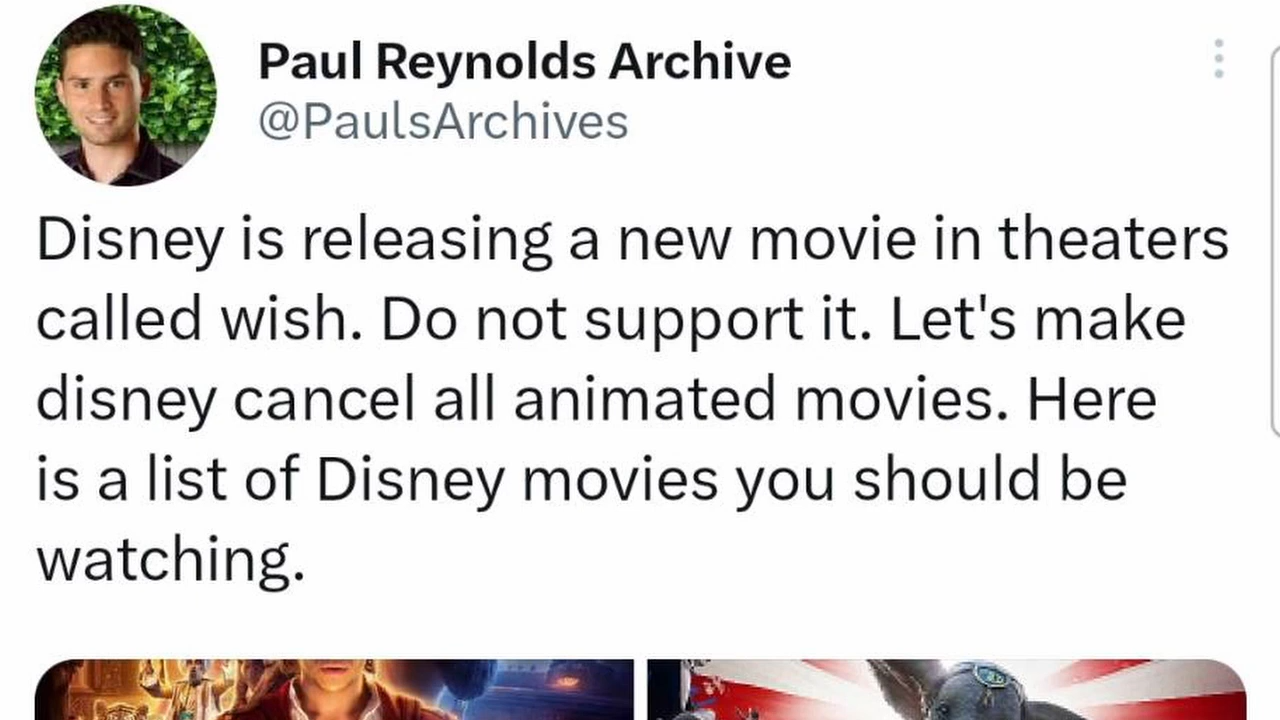 Paul Reynolds Archive
@PaulsArchives
Disney is releasing a new movie in theaters
called wish. Do not support it. Let's make
disney cancel all animated movies. Here
is a list of Disney movies you should be
watching.